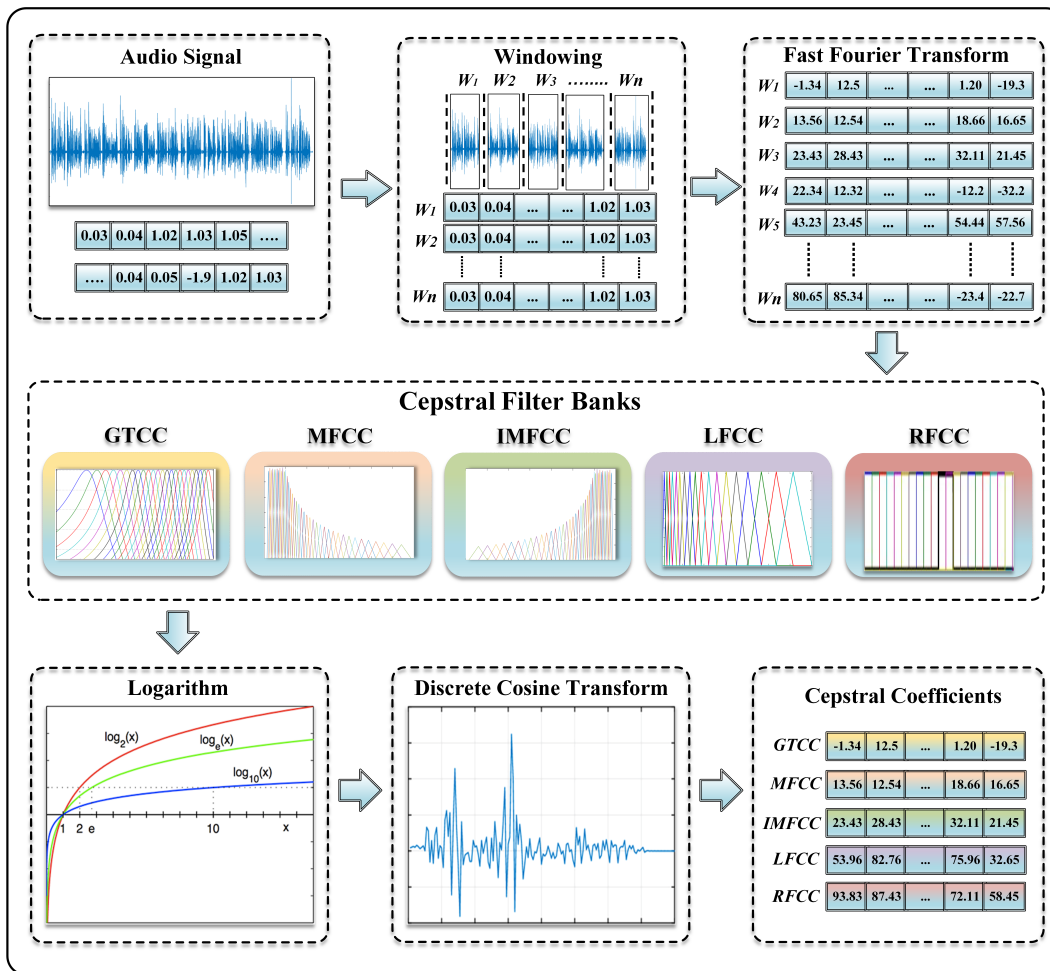 Audio Signal
0.03 0.04 1.02 1.03 1.05 ....
.... 0.04 0.05 -1.9 1.02 1.03
Windowing
W1 W2 W3 ........ Wn
W1 0.03 0.04 ... ... 1.02 1.03
W2 0.03 0.04 ... ... 1.02 1.03
Wn 0.03 0.04 ... ... 1.02 1.03
Fast Fourier Transform
W1 -1.34 12.5 ... ... 1.20 -19.3
W2 13.56 12.54 ... ... 18.66 16.65
W3 23.43 28.43 ... ... 32.11 21.45
W4 22.34 12.32 ... ... -12.2 -32.2
W5 43.23 23.45 ... ... 54.44 57.56
Wn 80.65 85.34 ... ... -23.4 -22.7
Cepstral Filter Banks
GTCC MFCC IMFCC LFCC RFCC
Logarithm
log2(x)
loge(x)
log10(x)
1 2 e 10 x
Discrete Cosine Transform
Cepstral Coefficients
GTCC -1.34 12.5 ... 1.20 -19.3
MFCC 13.56 12.54 ... 18.66 16.65
IMFCC 23.43 28.43 ... 32.11 21.45
LFCC 53.96 82.76 ... 75.96 32.65
RFCC 93.83 87.43 ... 72.11 58.45